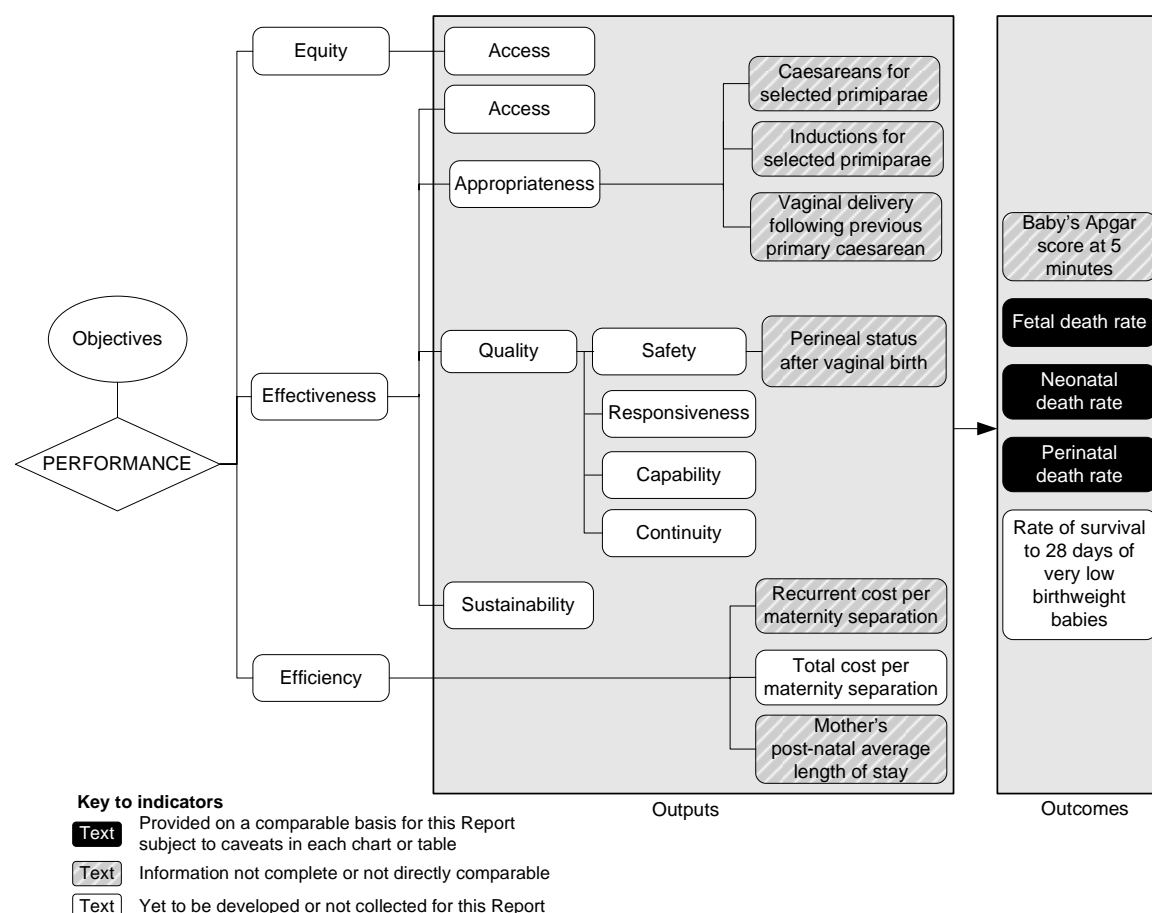 Objectives
PERFORMANCE
Equity
Effectiveness
Efficiency
Access
Access
Appropriateness
Quality
Sustainability
Safety
Responsiveness
Capability
Continuity
Caesareans for
selected primiparae
Inductions for
selected primiparae
Vaginal delivery
following previous
primary caesarean
Perineal status
after vaginal birth
Recurrent cost per
maternity separation
Total cost per
maternity separation
Mother’s
post-natal average
length of stay
Outputs
Baby’s Apgar
score at 5
minutes
Fetal death rate
Neonatal
death rate
Perinatal
death rate
Rate of survival
to 28 days of
very low
birthweight
babies
Outcomes
Key to indicators
Text Provided on a comparable basis for this Report
subject to caveats in each chart or table
Text Information not complete or not directly comparable
Text Yet to be developed or not collected for this Report